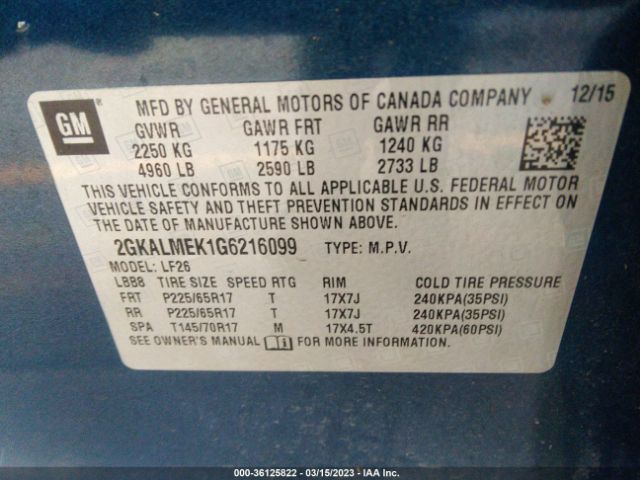 MFD BY GENERAL MOTORS OF CANADA COMPANY 12/15
GM®
GVWR GAWR FRT GAWR RR
2250 KG 1175 KG 1240 KG
4960 LB 2590 LB 2733 LB
THIS VEHICLE CONFORMS TO ALL APPLICABLE U.S. FEDERAL MOTOR
VEHICLE SAFETY AND THEFT PREVENTION STANDARDS IN EFFECT ON
THE DATE OF MANUFACTURE SHOWN ABOVE.
2GKALMEK1G6216099 TYPE: M.P.V.
MODEL: LF26
LBB8 TIRE SIZE SPEED RTG RIM COLD TIRE PRESSURE
FRT P225/65R17 T 17X7J 240KPA(35PSI)
RR P225/65R17 T 17X7J 240KPA(35PSI)
SPA T145/70R17 M 17X4.5T 420KPA(60PSI)
SEE OWNER'S MANUAL FOR MORE INFORMATION.
000-36125822 — 03/15/2023 — IAA Inc.